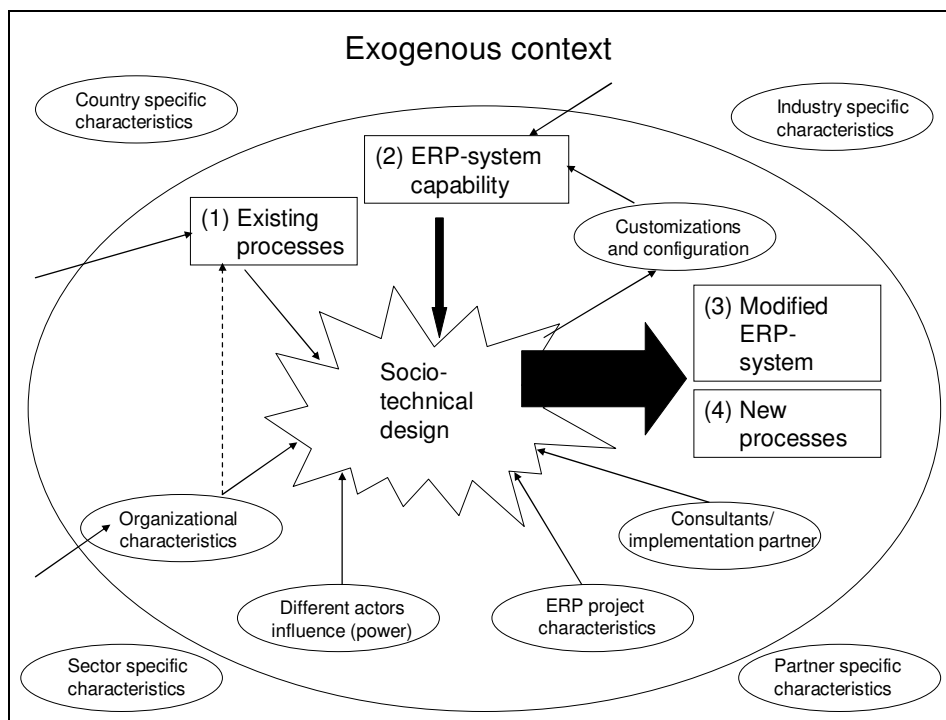 Exogenous context
Country specific
characteristics
Industry specific
characteristics
(2) ERP-system
capability
(1) Existing
processes
Customizations
and configuration
(3) Modified
ERP-
system
Socio-
technical
design
(4) New
processes
Organizational
characteristics
Consultants/
implementation partner
Different actors
influence (power)
ERP project
characteristics
Sector specific
characteristics
Partner specific
characteristics